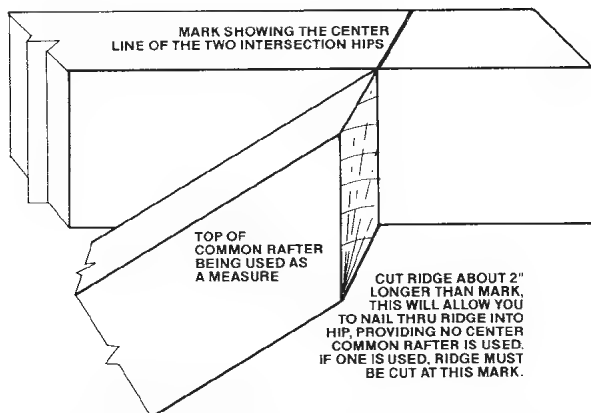 MARK SHOWING THE CENTER
LINE OF THE TWO INTERSECTION HIPS
TOP OF
COMMON RAFTER
BEING USED AS
A MEASURE
CUT RIDGE ABOUT 2"
LONGER THAN MARK,
THIS WILL ALLOW YOU
TO NAIL THRU RIDGE INTO
HIP, PROVIDING NO CENTER
COMMON RAFTER IS USED.
IF ONE IS USED, RIDGE MUST
BE CUT AT THIS MARK.